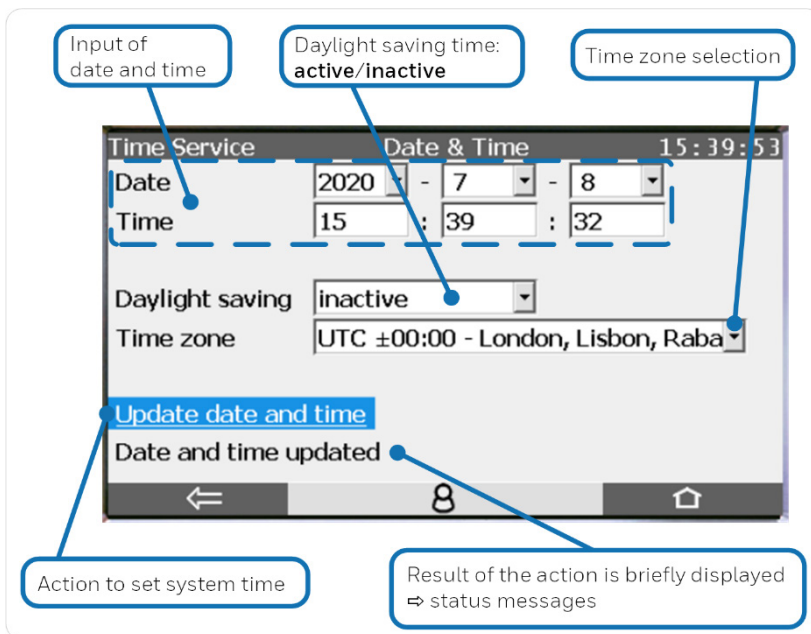 Input of
date and time
Daylight saving time:
active/inactive
Time zone selection
Time Service Date & Time 15:39:53
Date 2020 - 7 - 8
Time 15 : 39 : 32
Daylight saving inactive
Time zone UTC ±00:00 - London, Lisbon, Raba
Update date and time
Date and time updated
Action to set system time
Result of the action is briefly displayed
⇨ status messages